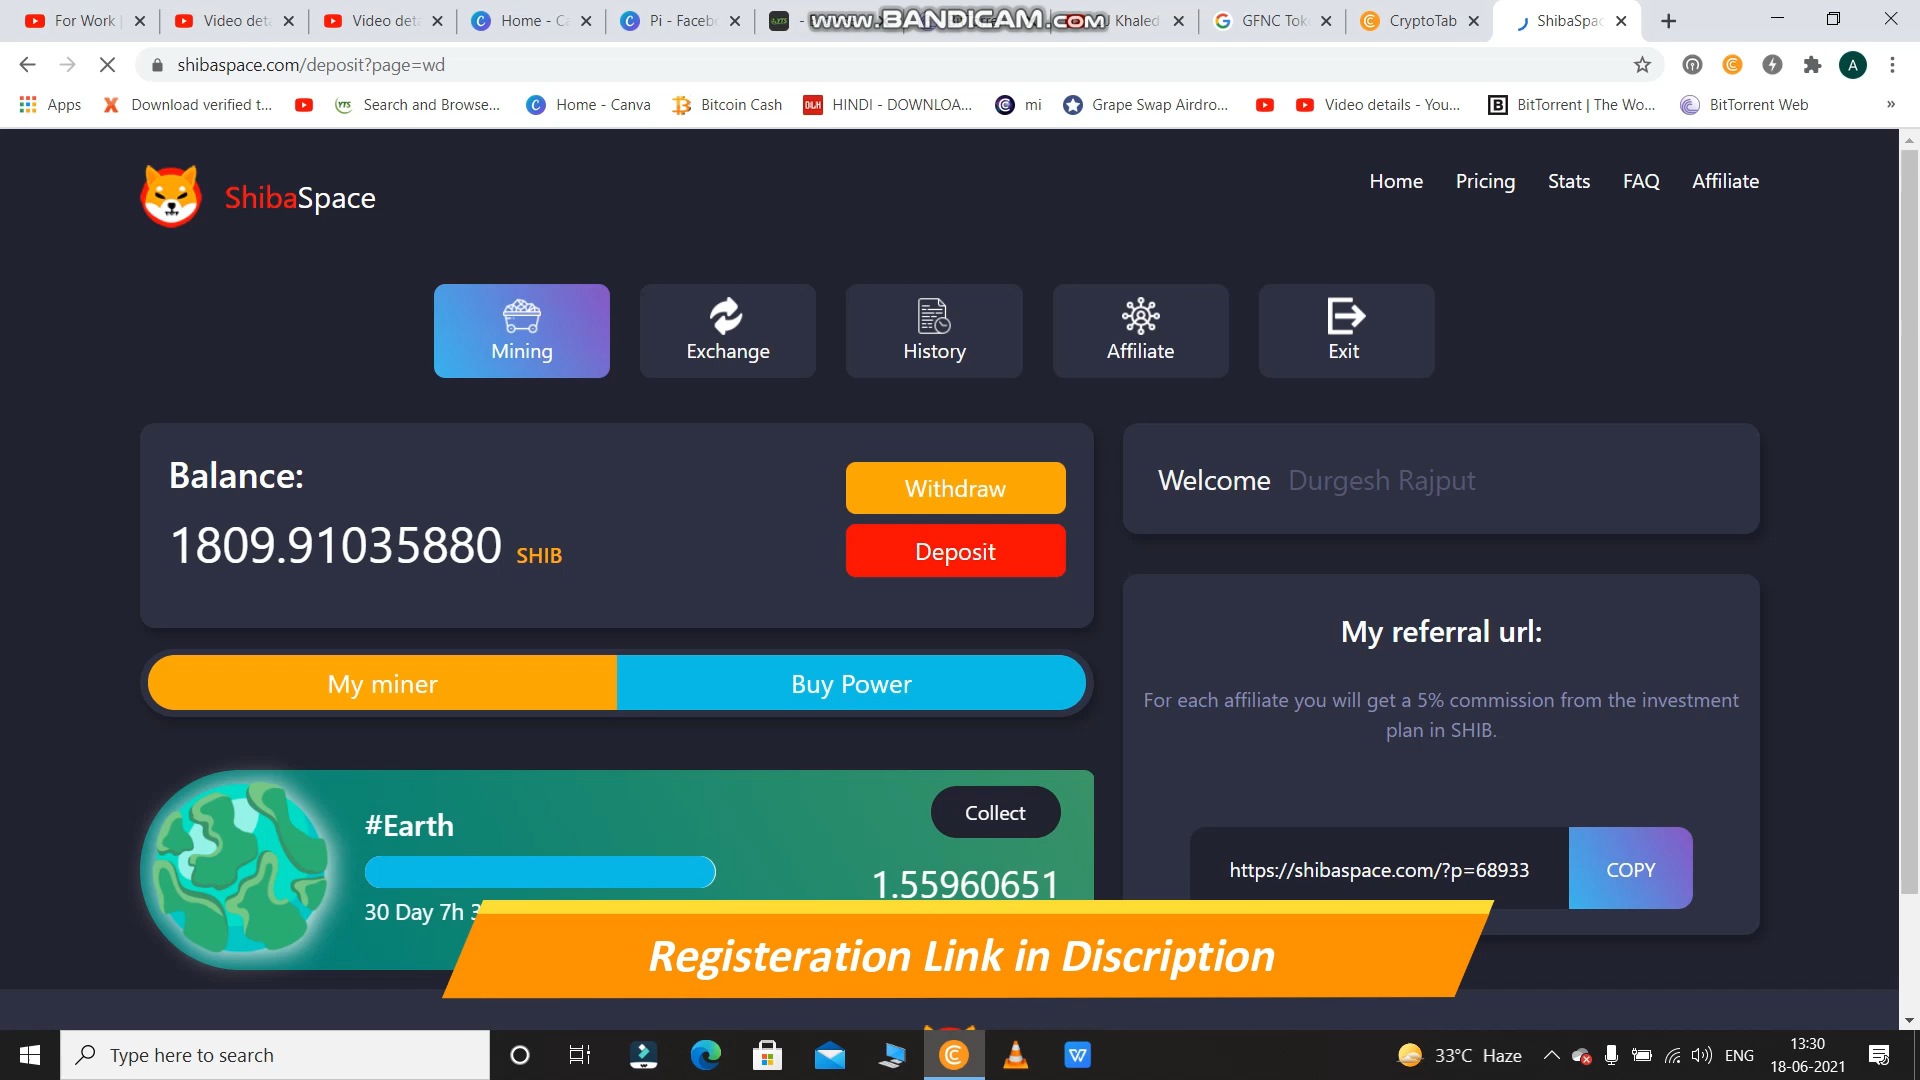 For Work
Video deta
Video deta
Home - Ca
Pi - Facebo
www.BANDICAM.com
Khaled
GFNC Tok
CryptoTab
ShibaSpac
shibaspace.com/deposit?page=wd
A
Apps
Download verified t...
Search and Browse...
Home - Canva
Bitcoin Cash
HINDI - DOWNLOA...
mi
Grape Swap Airdro...
Video details - You...
BitTorrent | The Wo...
BitTorrent Web
»
ShibaSpace
Home
Pricing
Stats
FAQ
Affiliate
Mining
Exchange
History
Affiliate
Exit
Balance:
1809.91035880 SHIB
Withdraw
Deposit
Welcome Durgesh Rajput
My miner
Buy Power
My referral url:
For each affiliate you will get a 5% commission from the investment
plan in SHIB.
https://shibaspace.com/?p=68933
COPY
#Earth
Collect
1.55960651
30 Day 7h 3
Registeration Link in Discription
Type here to search
33°C Haze
ENG
13:30
18-06-2021